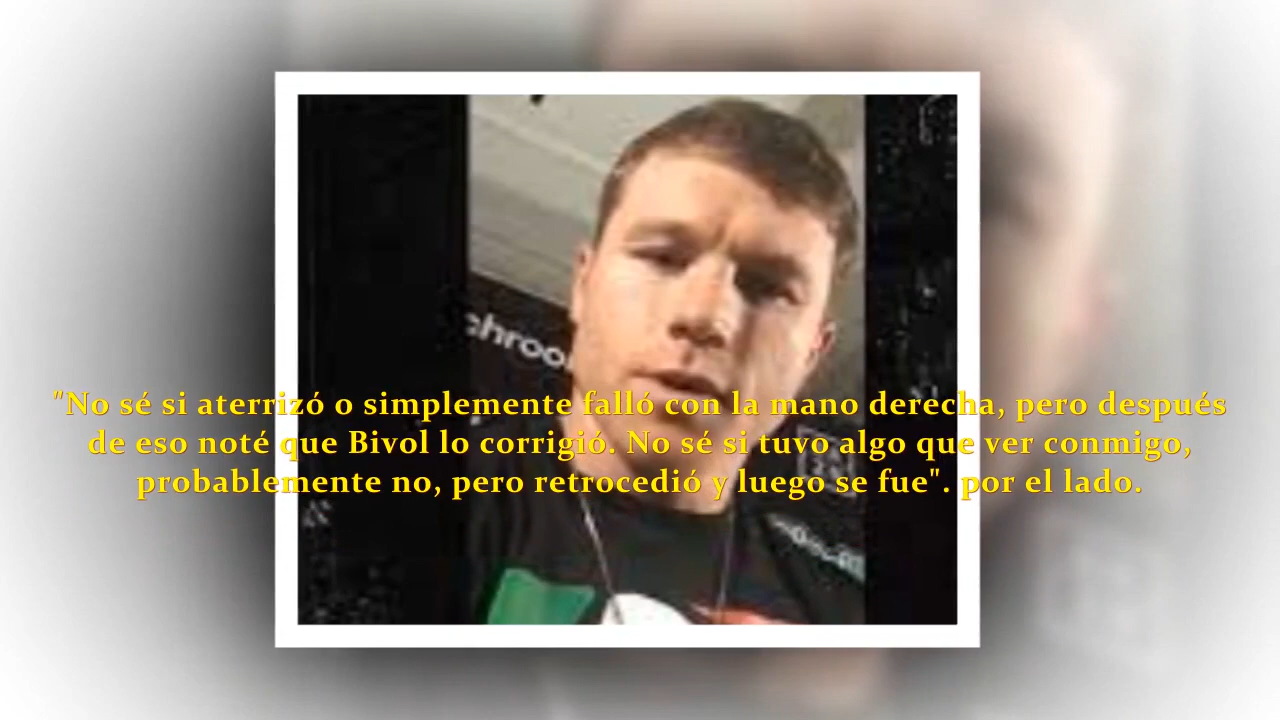 chroo
"No sé si aterrizó o simplemente falló con la mano derecha, pero después
de eso noté que Bivol lo corrigió. No sé si tuvo algo que ver conmigo,
probablemente no, pero retrocedió y luego se fue". por el lado.